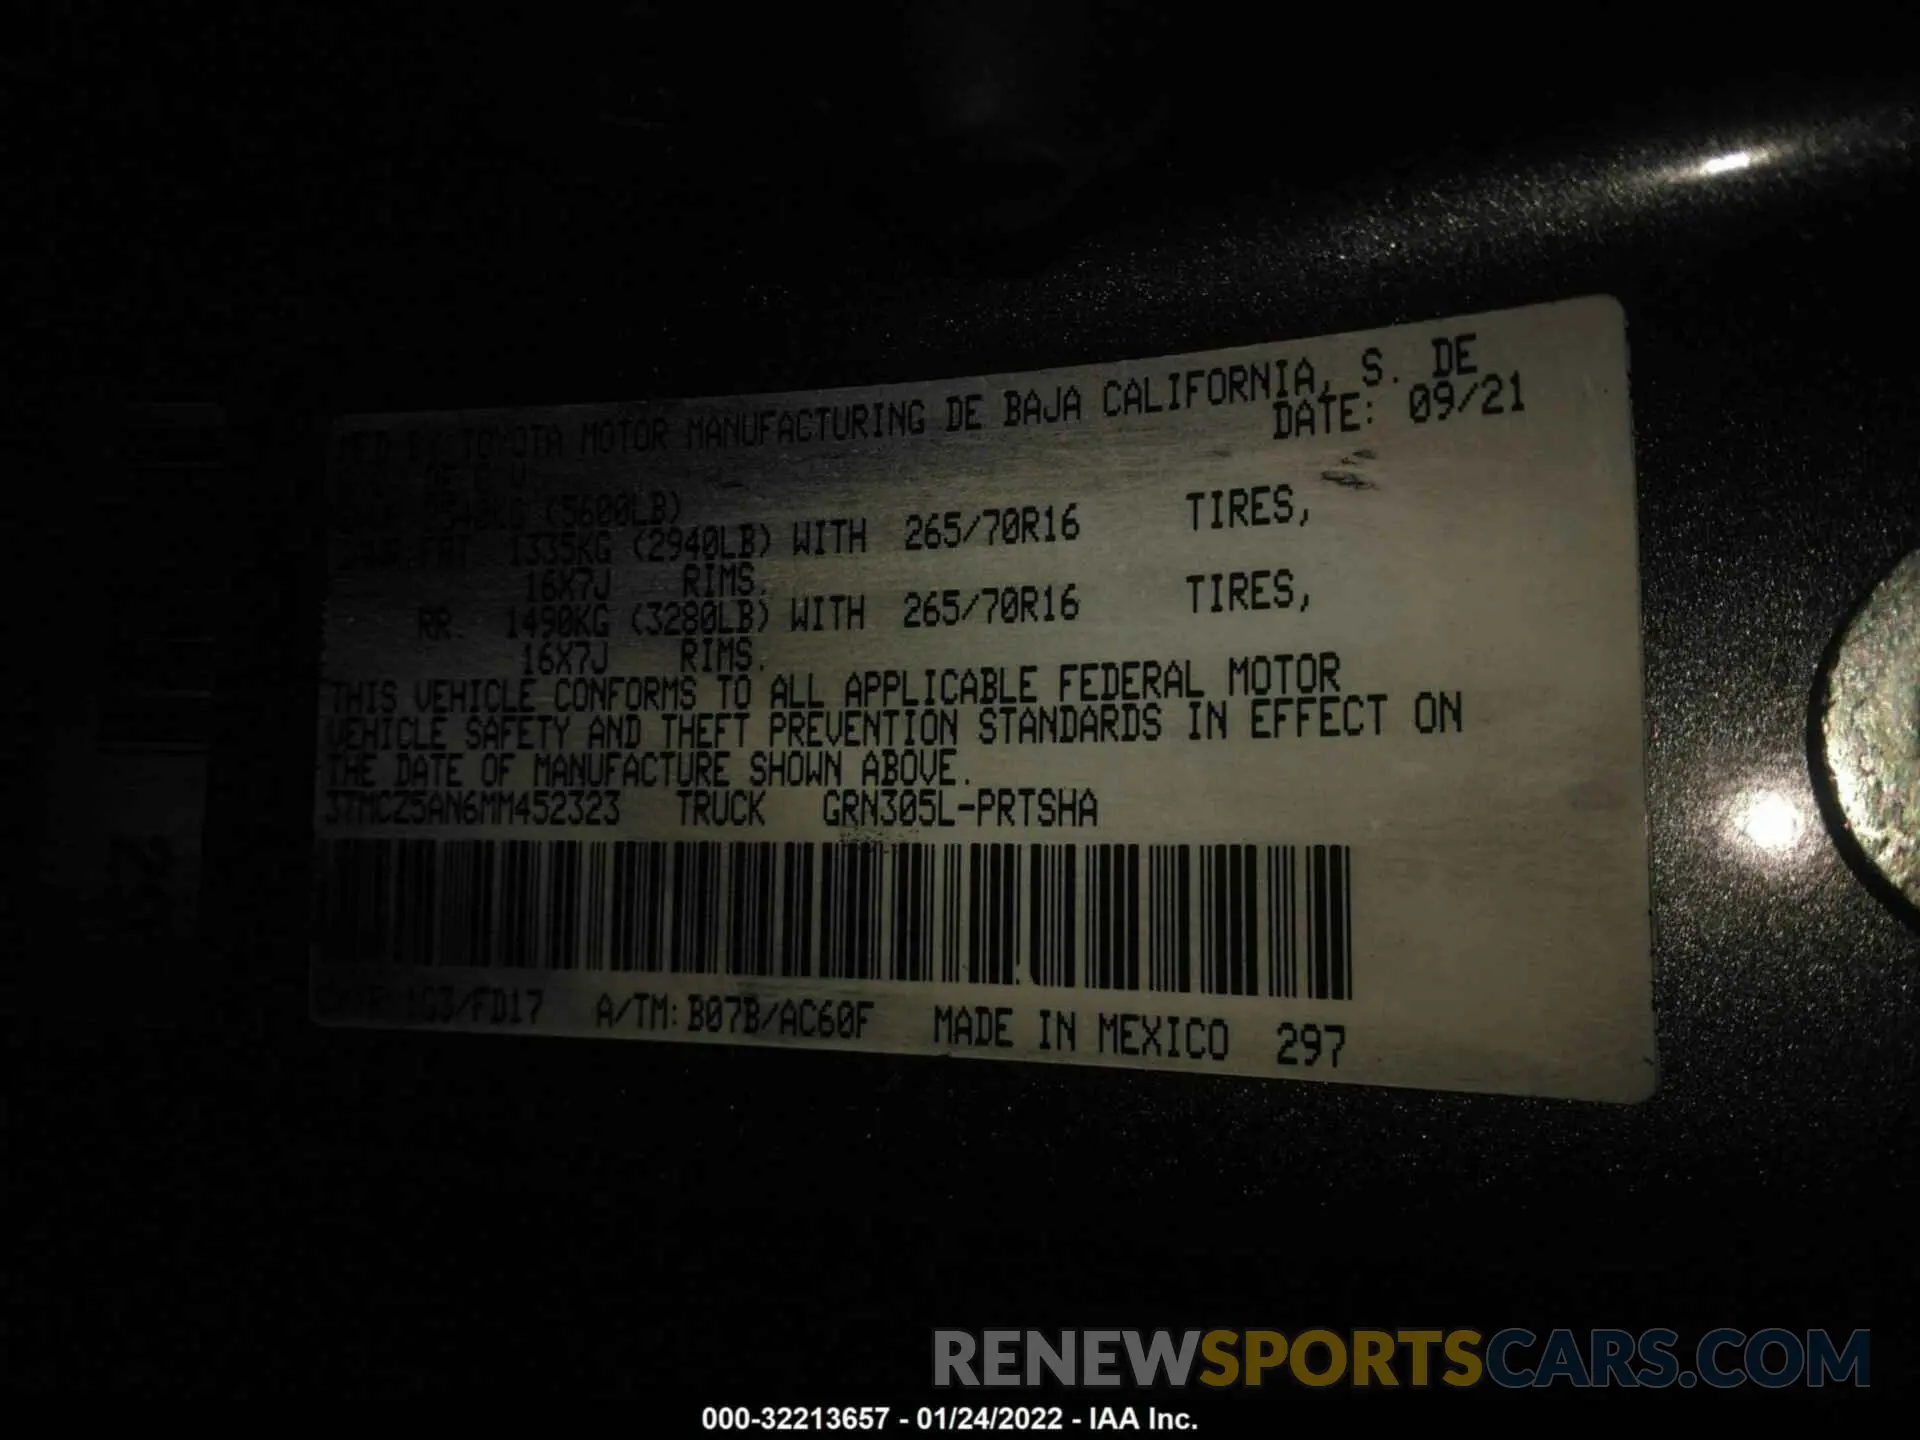 MFD BY TOYOTA MOTOR MANUFACTURING DE BAJA CALIFORNIA, S. DE
DATE: 09/21
(5600LB)
1335KG (2940LB) WITH 265/70R16 TIRES,
16X7J RIMS.
RR. 1490KG (3280LB) WITH 265/70R16 TIRES,
16X7J RIMS.
THIS VEHICLE CONFORMS TO ALL APPLICABLE FEDERAL MOTOR
VEHICLE SAFETY AND THEFT PREVENTION STANDARDS IN EFFECT ON
THE DATE OF MANUFACTURE SHOWN ABOVE.
3TMCZ5AN6MM452323 TRUCK GRN305L-PRTSHA
1G3/FD17 A/TM: B07B/AC60F MADE IN MEXICO 297
RENEWSPORTSCARS.COM
000-32213657 - 01/24/2022 - IAA Inc.